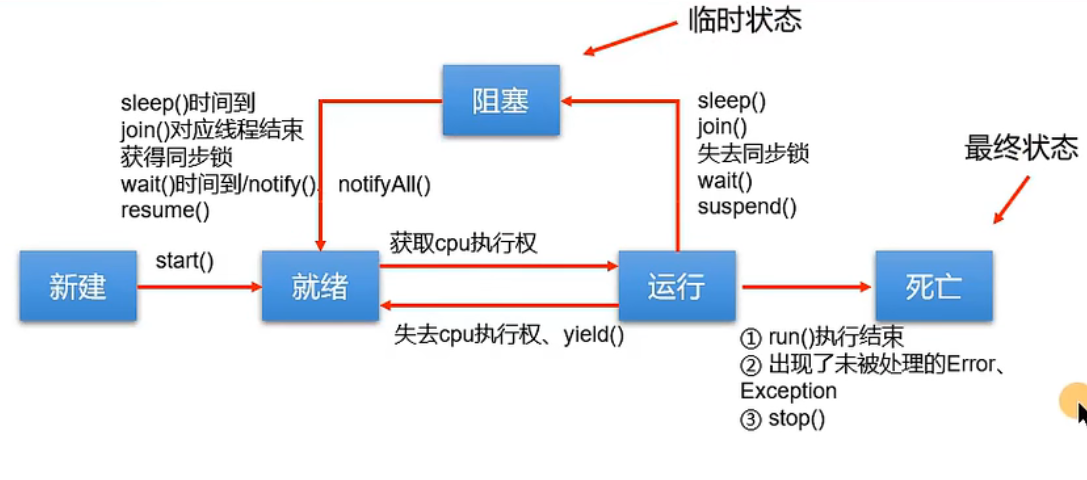 临时状态
阻塞
sleep()时间到
join()对应线程结束
获得同步锁
wait()时间到/notify()、notifyAll()
resume()
sleep()
join()
失去同步锁
wait()
suspend()
最终状态
新建
start()
就绪
获取cpu执行权
失去cpu执行权、yield()
运行
死亡
① run()执行结束
② 出现了未被处理的Error、
Exception
③ stop()